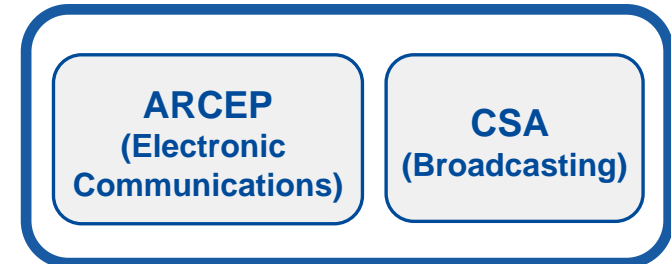 ARCEP
(Electronic
Communications)
CSA
(Broadcasting)